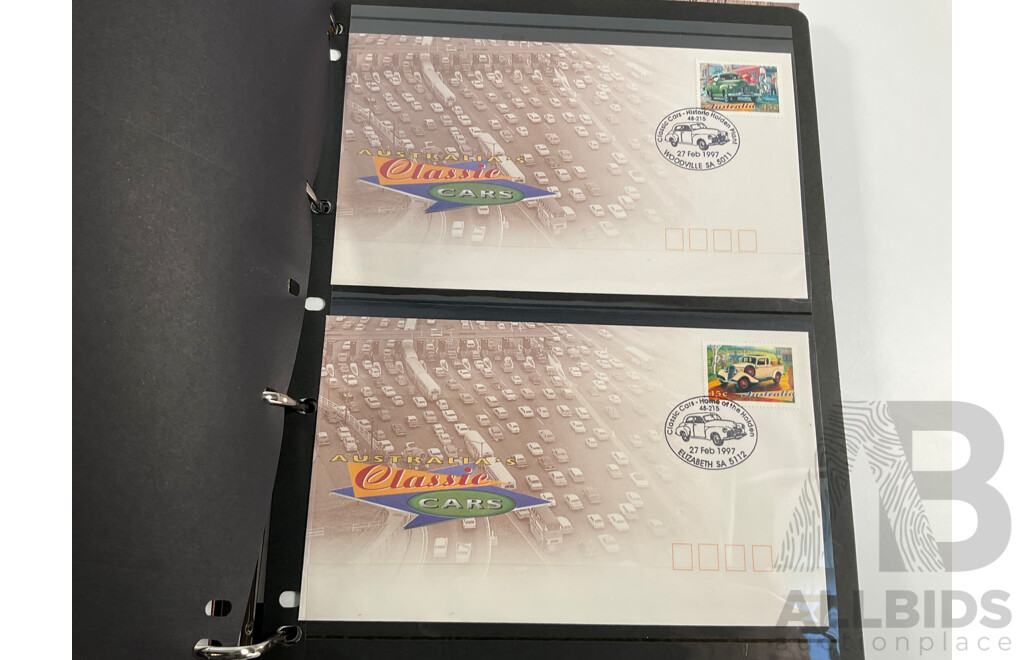 Australia 45c
Classic Cars - Historic Holden Plant
48-215
27 Feb 1997
WOODVILLE SA 5011
AUSTRALIA'S
Classic
CARS
45c Australia
Classic Cars - Home of the Holden
48-215
27 Feb 1997
ELIZABETH SA 5112
AUSTRALIA'S
Classic
CARS
AB
ALLBIDS
auctionplace